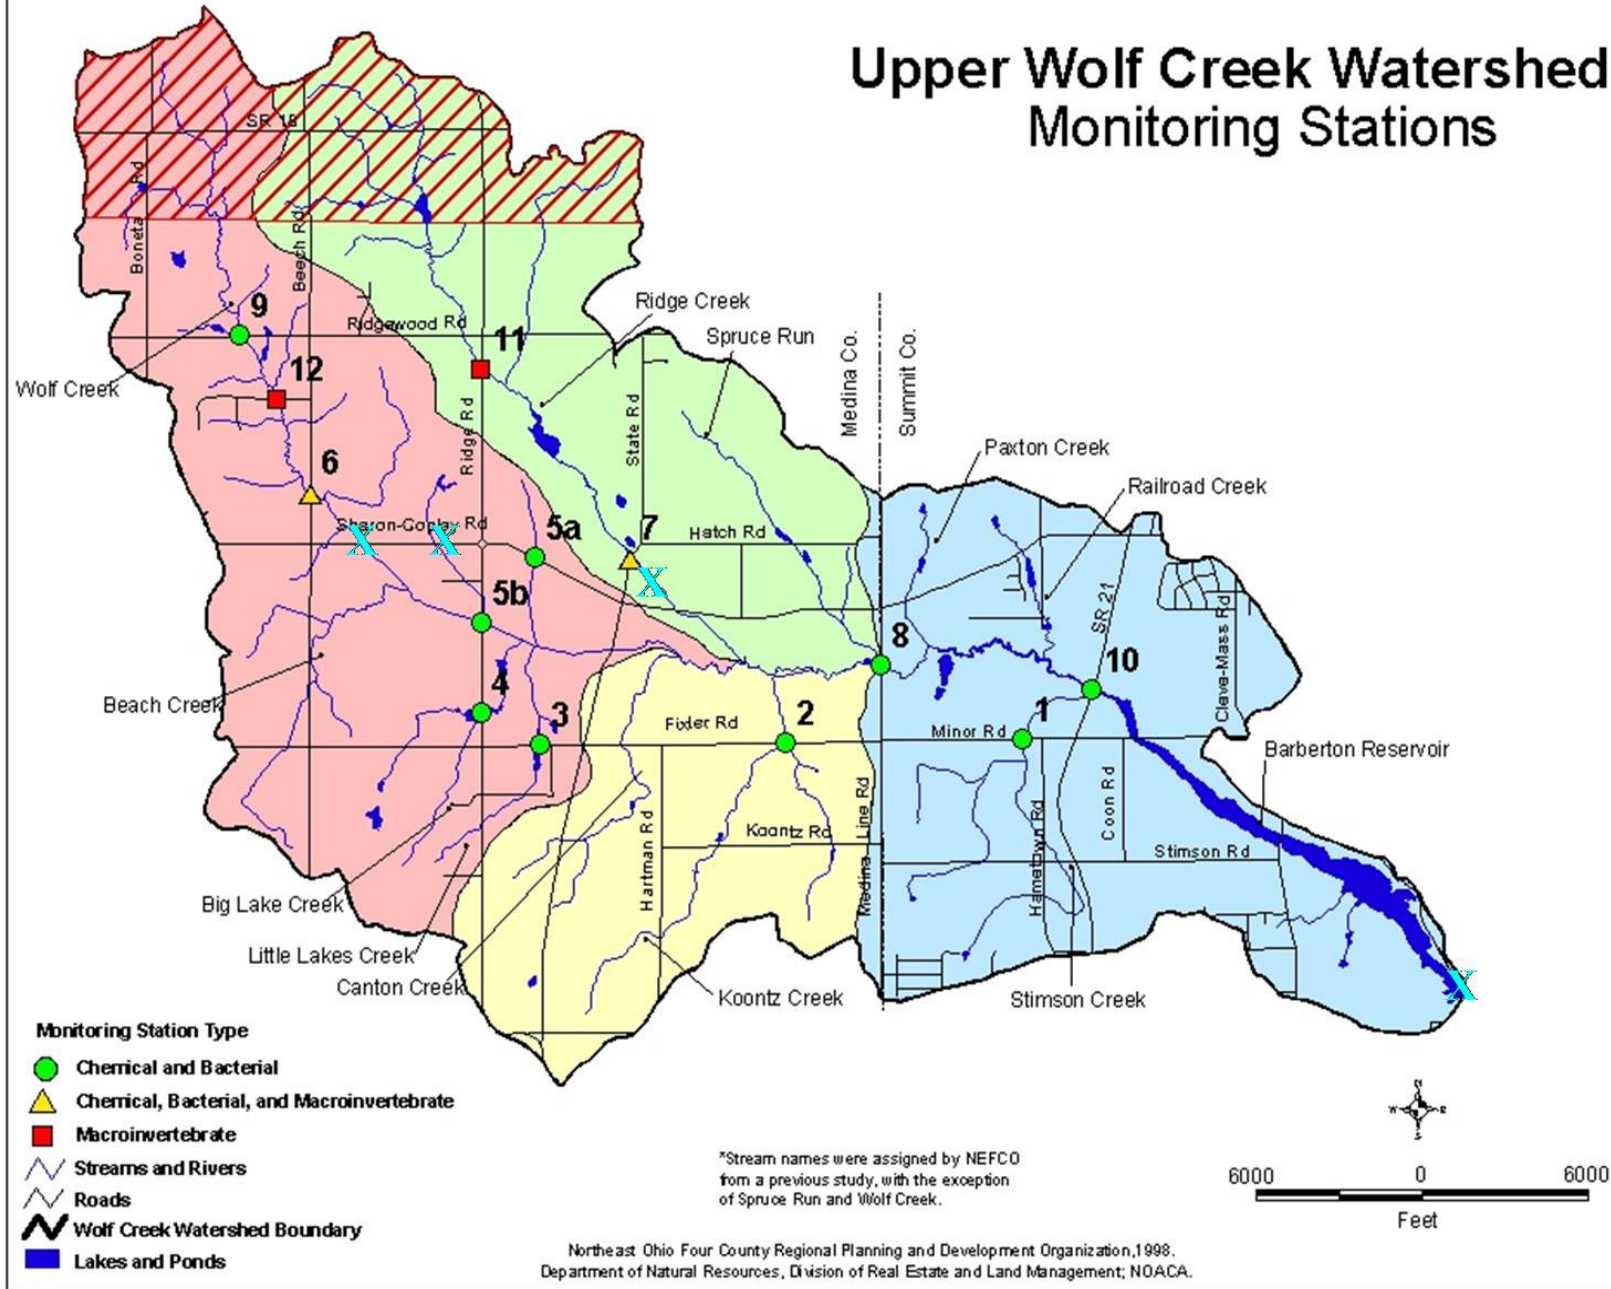 Upper Wolf Creek Watershed
Monitoring Stations
SR 18
Boneta Rd
Beech Rd
9
Ridgewood Rd
11
Ridge Creek
Spruce Run
Medina Co.
Summit Co.
12
Wolf Creek
Ridge Rd
State Rd
6
Paxton Creek
Railroad Creek
Sharon-Copley Rd
X
X
5a
7
Hatch Rd
X
5b
SR 21
Cleve-Mass Rd
8
10
4
Beach Creek
3
Fixler Rd
2
Minor Rd
1
Barberton Reservoir
Hartman Rd
Koontz Rd
Medina Line Rd
Hametown Rd
Coon Rd
Stimson Rd
Big Lake Creek
Little Lakes Creek
Canton Creek
Koontz Creek
Stimson Creek
X
Monitoring Station Type
Chemical and Bacterial
Chemical, Bacterial, and Macroinvertebrate
Macroinvertebrate
Streams and Rivers
Roads
Wolf Creek Watershed Boundary
Lakes and Ponds
*Stream names were assigned by NEFCO
from a previous study, with the exception
of Spruce Run and Wolf Creek.
N
W E
S
6000 0 6000
Feet
Northeast Ohio Four County Regional Planning and Development Organization,1998.
Department of Natural Resources, Division of Real Estate and Land Management; NOACA.